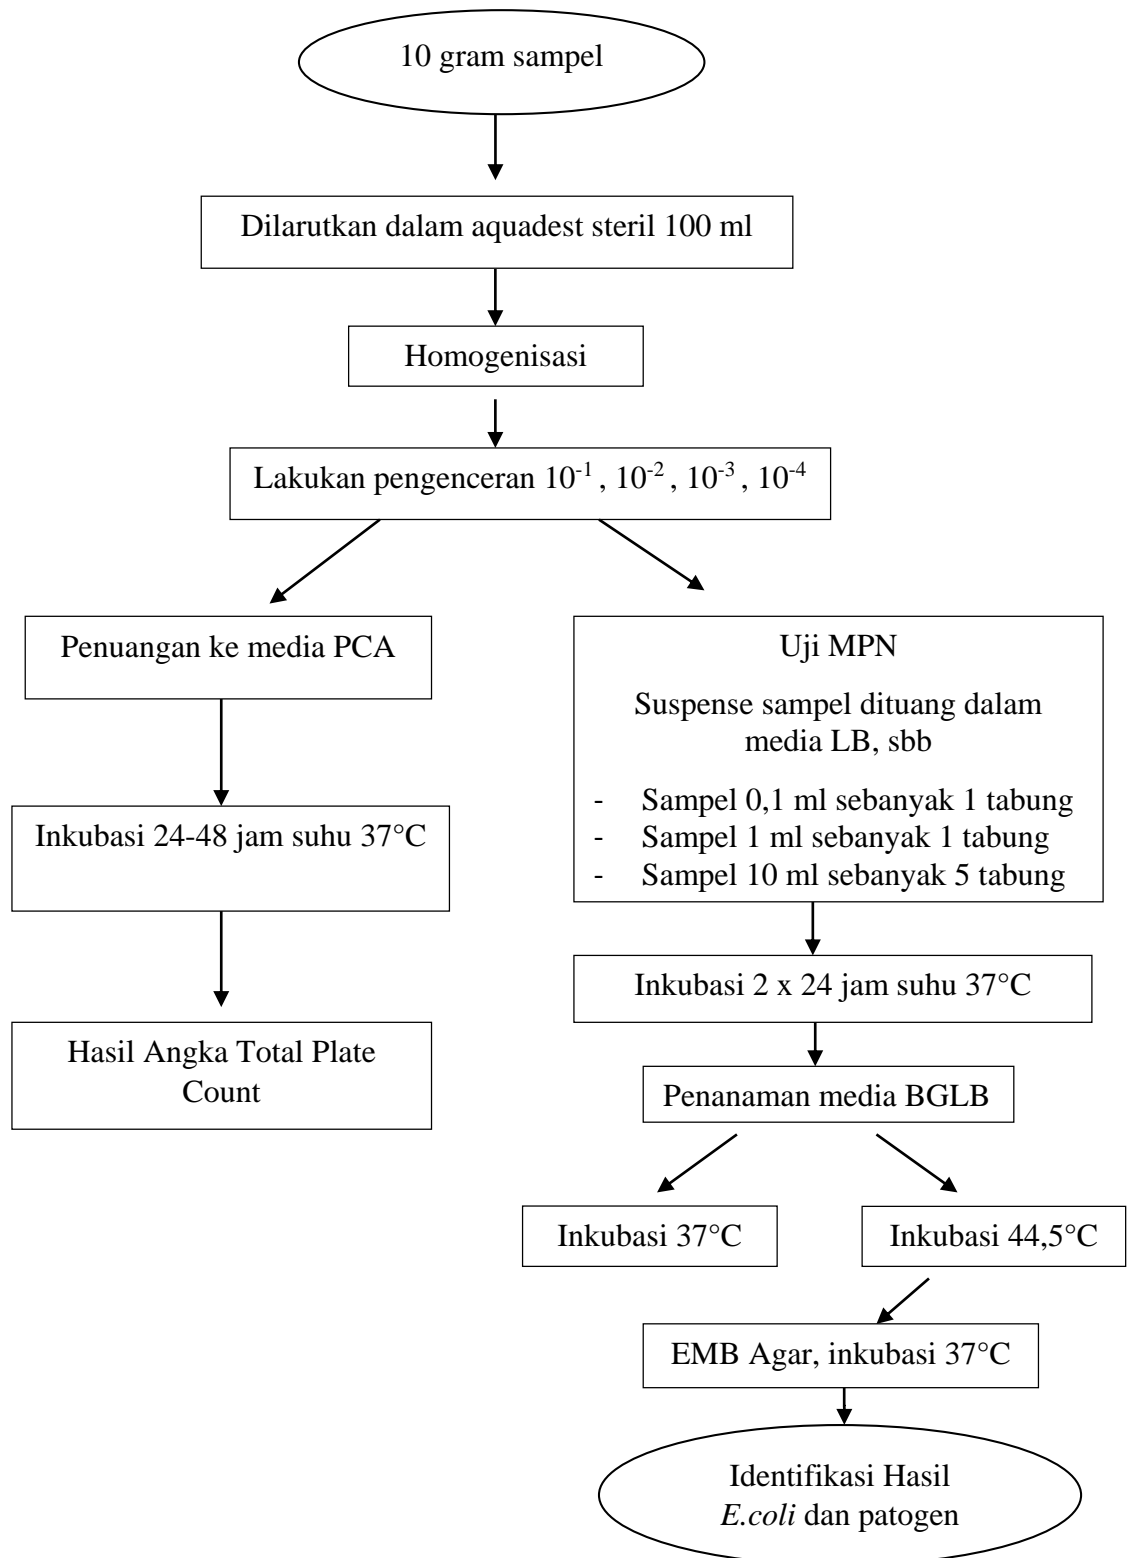 10 gram sampel
Dilarutkan dalam aquadest steril 100 ml
Homogenisasi
Lakukan pengenceran 10⁻¹ , 10⁻² , 10⁻³ , 10⁻⁴
Penuangan ke media PCA
Inkubasi 24-48 jam suhu 37°C
Hasil Angka Total Plate
Count
Uji MPN
Suspense sampel dituang dalam
media LB, sbb
- Sampel 0,1 ml sebanyak 1 tabung
- Sampel 1 ml sebanyak 1 tabung
- Sampel 10 ml sebanyak 5 tabung
Inkubasi 2 x 24 jam suhu 37°C
Penanaman media BGLB
Inkubasi 37°C
Inkubasi 44,5°C
EMB Agar, inkubasi 37°C
Identifikasi Hasil
E.coli dan patogen